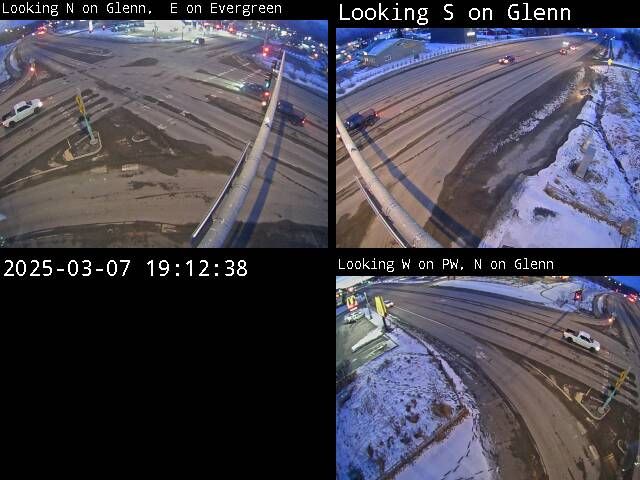 Looking N on Glenn,  E on Evergreen
Looking S on Glenn
2025-03-07 19:12:38
Looking W on PW, N on Glenn